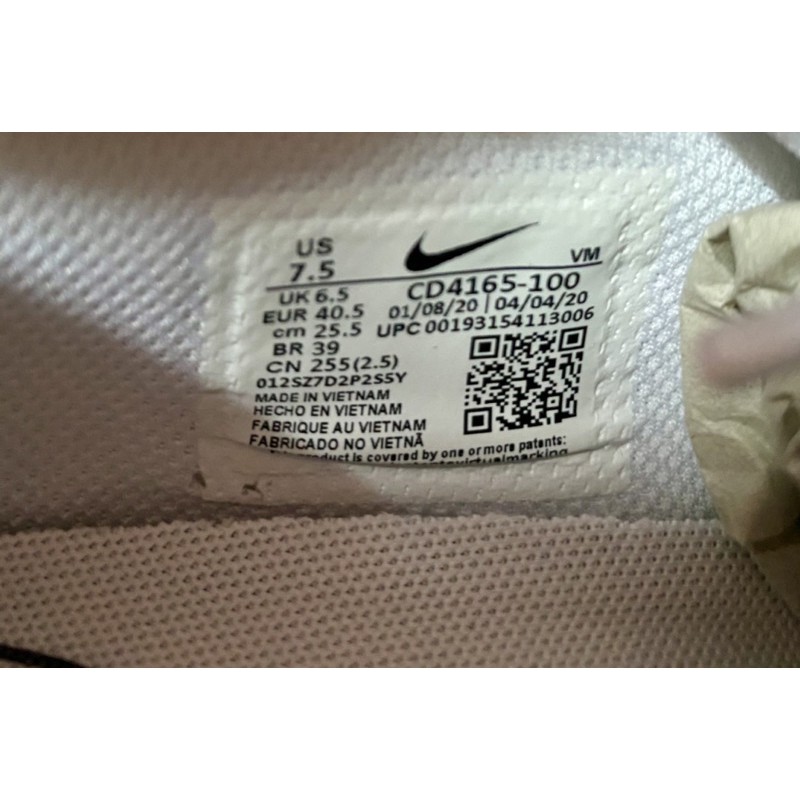 US
7.5
VM
UK 6.5
CD4165-100
EUR 40.5
01/08/20 | 04/04/20
cm 25.5
UPC 00193154113006
BR 39
CN 255(2.5)
012SZ7D2P2S5Y
MADE IN VIETNAM
HECHO EN VIETNAM
FABRIQUE AU VIETNAM
FABRICADO NO VIETNÃ
product is covered by one or more patents: